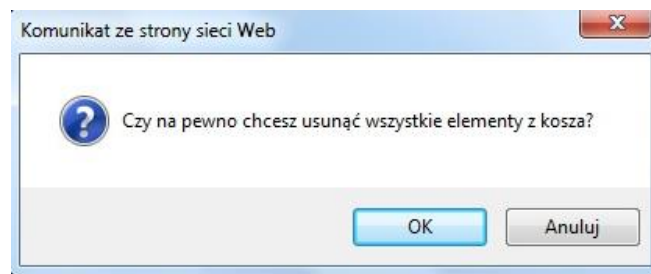 Komunikat ze strony sieci Web
Czy na pewno chcesz usunąć wszystkie elementy z kosza?
OK
Anuluj